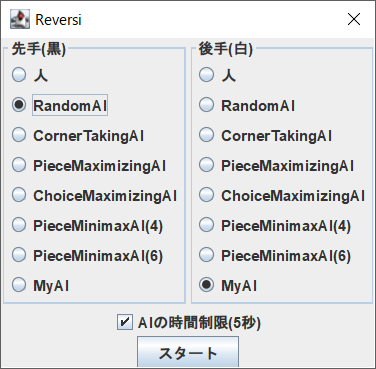 Reversi
先手(黒)
人
RandomAI
CornerTakingAI
PieceMaximizingAI
ChoiceMaximizingAI
PieceMinimaxAI(4)
PieceMinimaxAI(6)
MyAI
後手(白)
人
RandomAI
CornerTakingAI
PieceMaximizingAI
ChoiceMaximizingAI
PieceMinimaxAI(4)
PieceMinimaxAI(6)
MyAI
AIの時間制限(5秒)
スタート